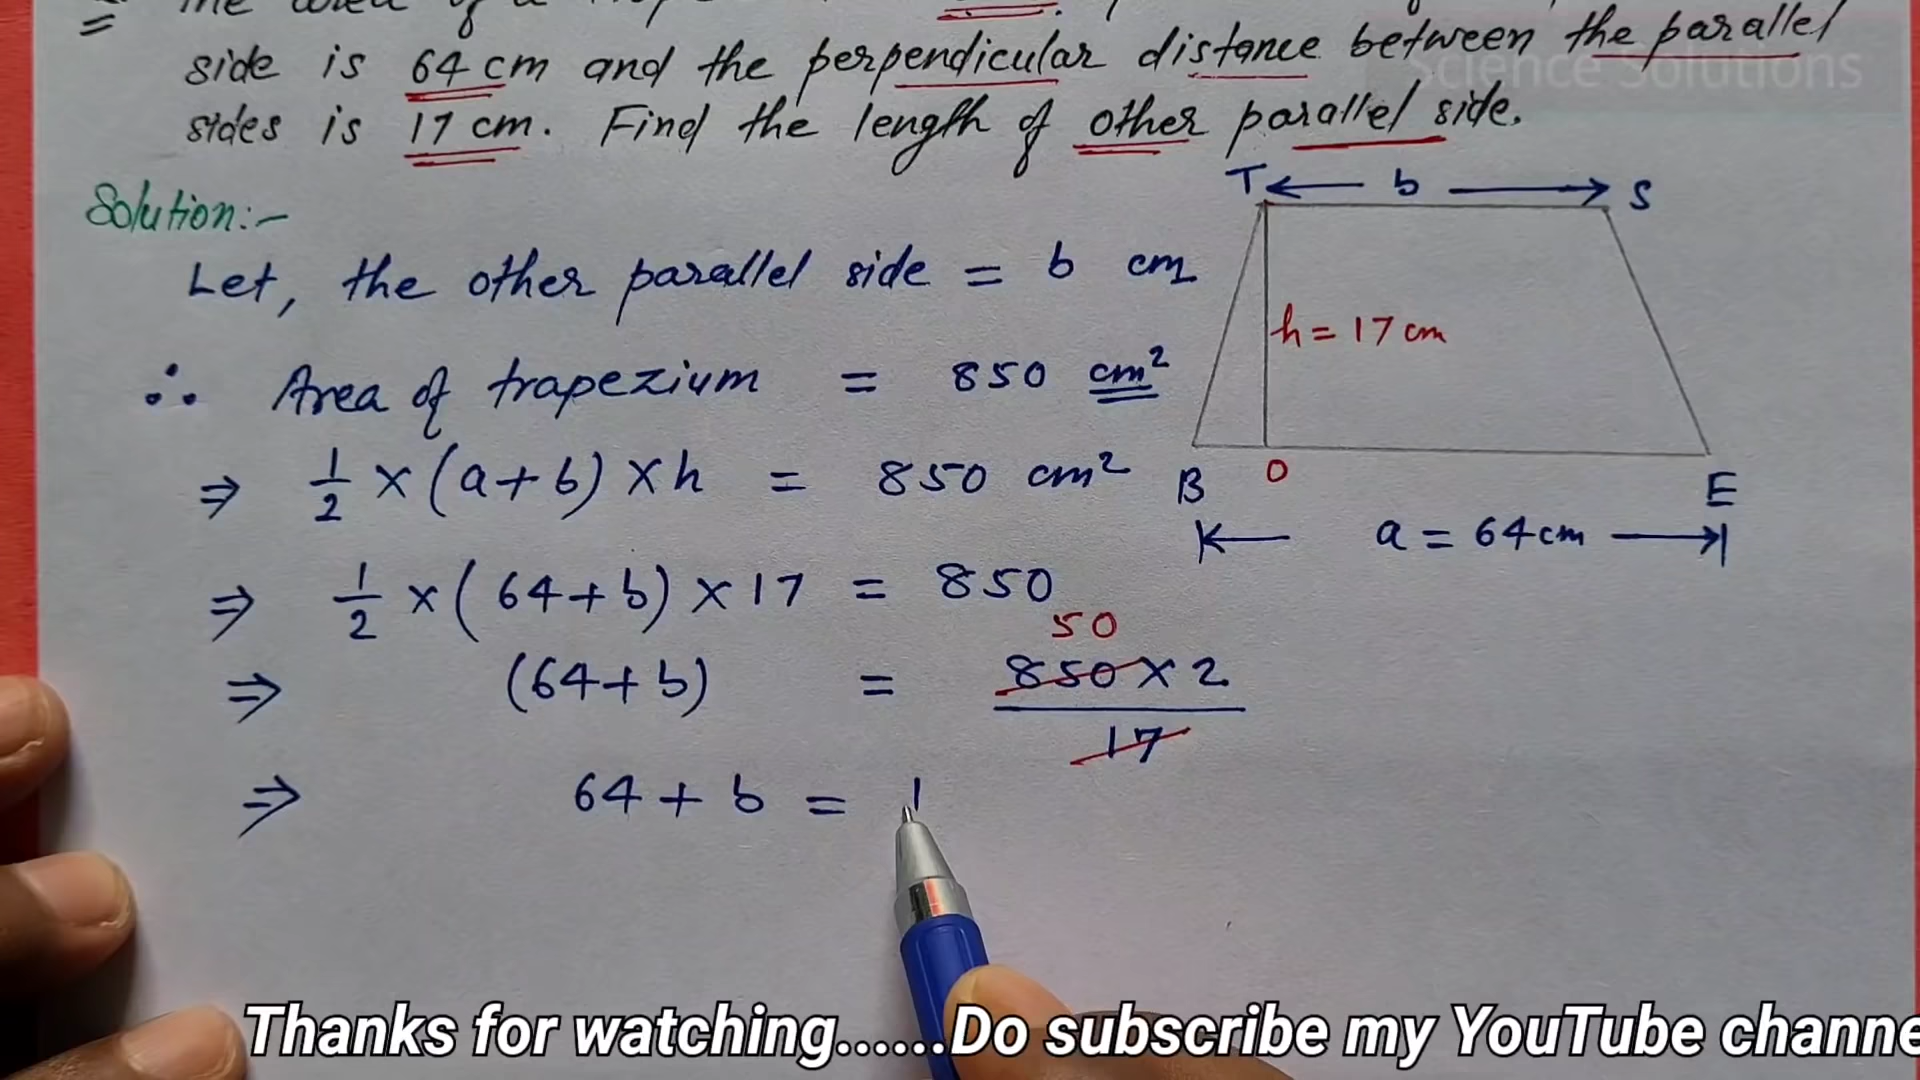 side is 64 cm and the perpendicular distance between the parallel
Science Solutions
sides is 17 cm. Find the length of other parallel side.
Solution:-
T b S
Let, the other parallel side = b cm
h = 17 cm
∴ Area of trapezium = 850 cm²
⇒ 1/2 × (a + b) × h = 850 cm²
B O E
a = 64 cm
⇒ 1/2 × (64 + b) × 17 = 850
50
⇒ (64 + b) = 850 × 2 / 17
⇒ 64 + b = 1
Thanks for watching......Do subscribe my YouTube channe